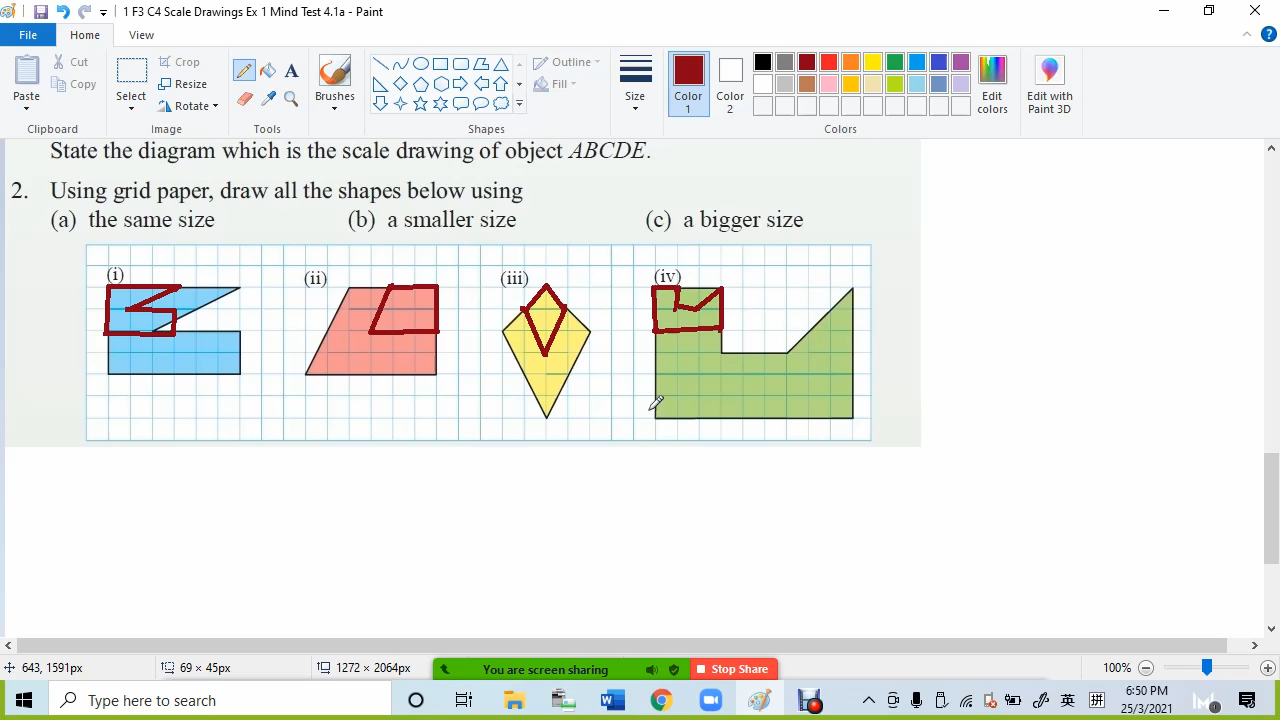 1 F3 C4 Scale Drawings Ex 1 Mind Test 4.1a - Paint
File Home View
Paste
Cut
Copy
Clipboard
Select
Crop
Resize
Rotate
Image
A
Tools
Brushes
Outline
Fill
Shapes
Size
Color 1
Color 2
Edit colors
Colors
Edit with Paint 3D
State the diagram which is the scale drawing of object ABCDE.
2. Using grid paper, draw all the shapes below using
(a) the same size (b) a smaller size (c) a bigger size
(i) (ii) (iii) (iv)
643, 1591px 69 × 45px 1272 × 2064px You are screen sharing Stop Share 100%
Type here to search
英 拼
6:50 PM
25/3/2021